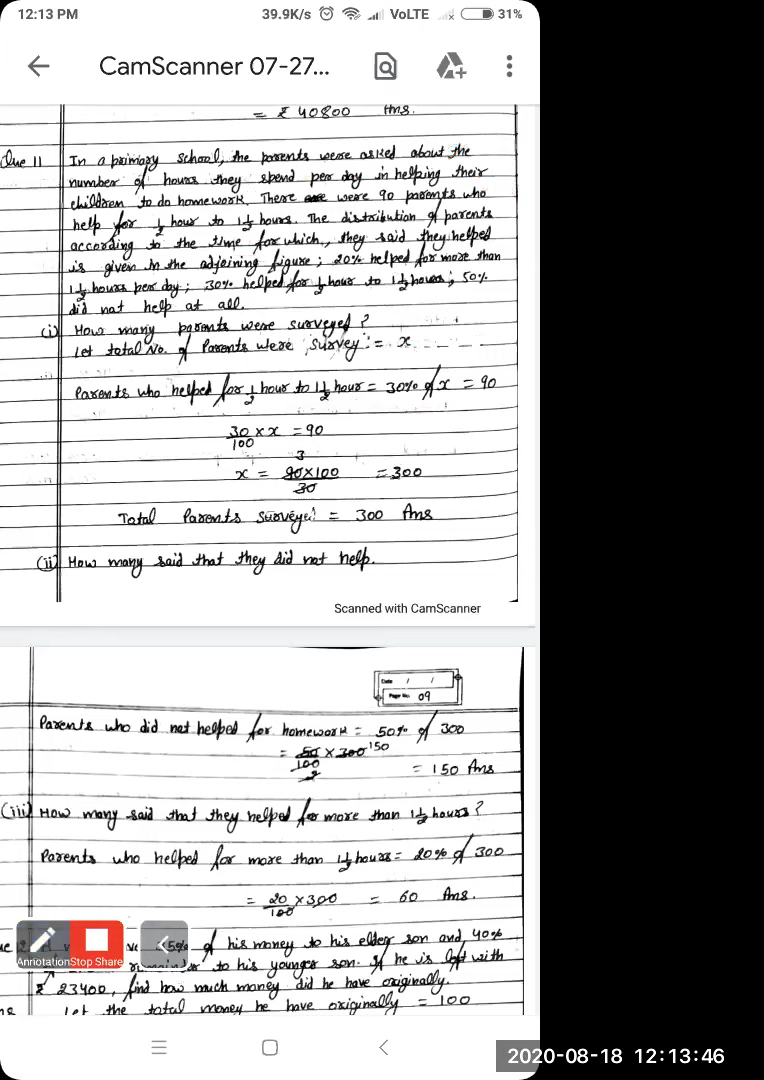 12:13 PM 39.9K/s VoLTE 31%
CamScanner 07-27...
= ₹ 40800 Ans.
Que 11 In a primary school, the parents were asked about the
number of hours they spend per day in helping their
children to do homework. There were 90 parents who
help for 1/2 hour to 1 1/2 hours. The distribution of parents
according to the time for which, they said they helped
is given in the adjoining figure; 20% helped for more than
1 1/2 hours per day; 30% helped for 1/2 hour to 1 1/2 hours; 50%
did not help at all.
(i) How many parents were surveyed?
Let total No. of Parents were survey = x
Parents who helped for 1/2 hour to 1 1/2 hour = 30% of x = 90
30/100 × x = 90
3
x = 90×100/30 = 300
Total Parents surveyed = 300 Ans
(ii) How many said that they did not help.
Scanned with CamScanner
Date / /
Page No. 09
Parents who did not helped for homework = 50% of 300
= 50/100 × 300 150
2
= 150 Ans
(iii) How many said that they helped for more than 1 1/2 hours?
Parents who helped for more than 1 1/2 hours = 20% of 300
= 20/100 × 300 = 60 Ans.
5% of his money to his elder son and 40%
to his younger son. If he is left with
Annotation Stop Share
₹ 23400, find how much money did he have originally.
Let the total money he have originally = 100
2020-08-18 12:13:46